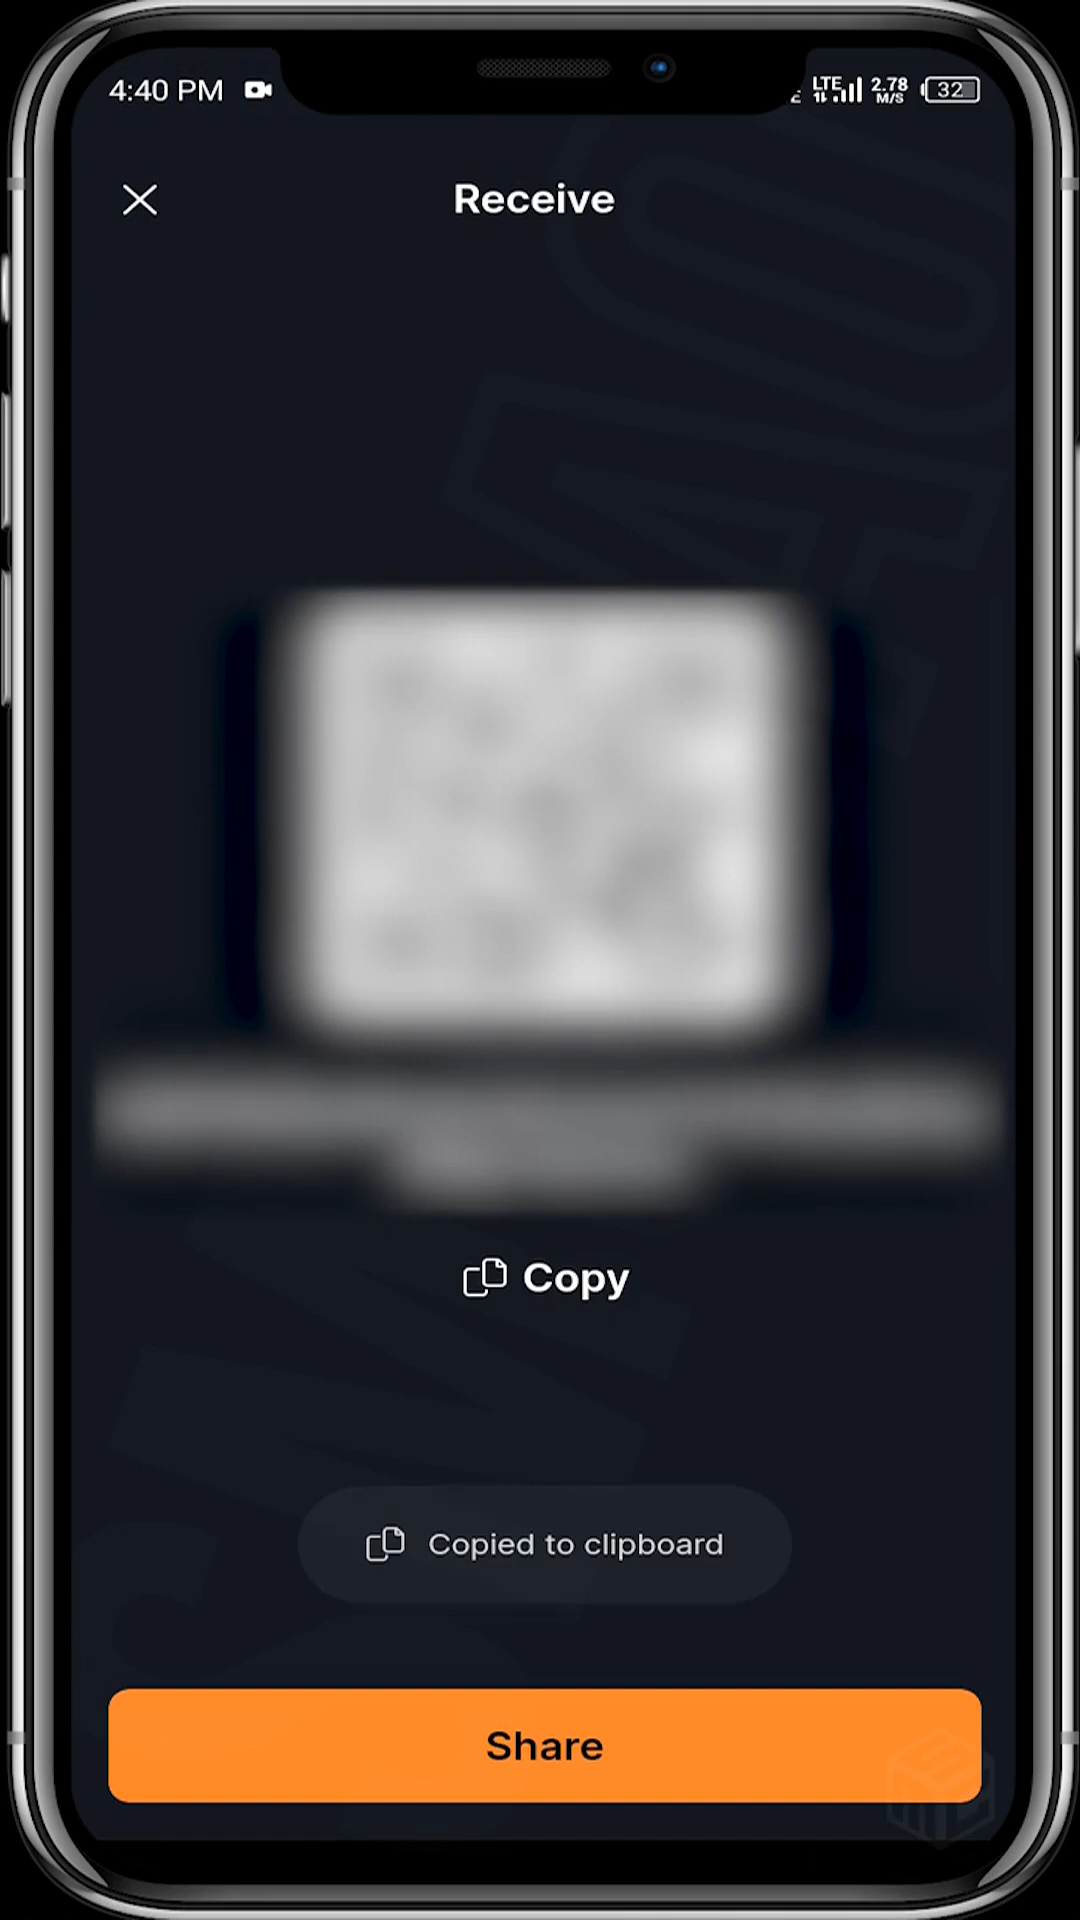 4:40 PM
LTE
2.78
M/S
32
Receive
Copy
Copied to clipboard
Share